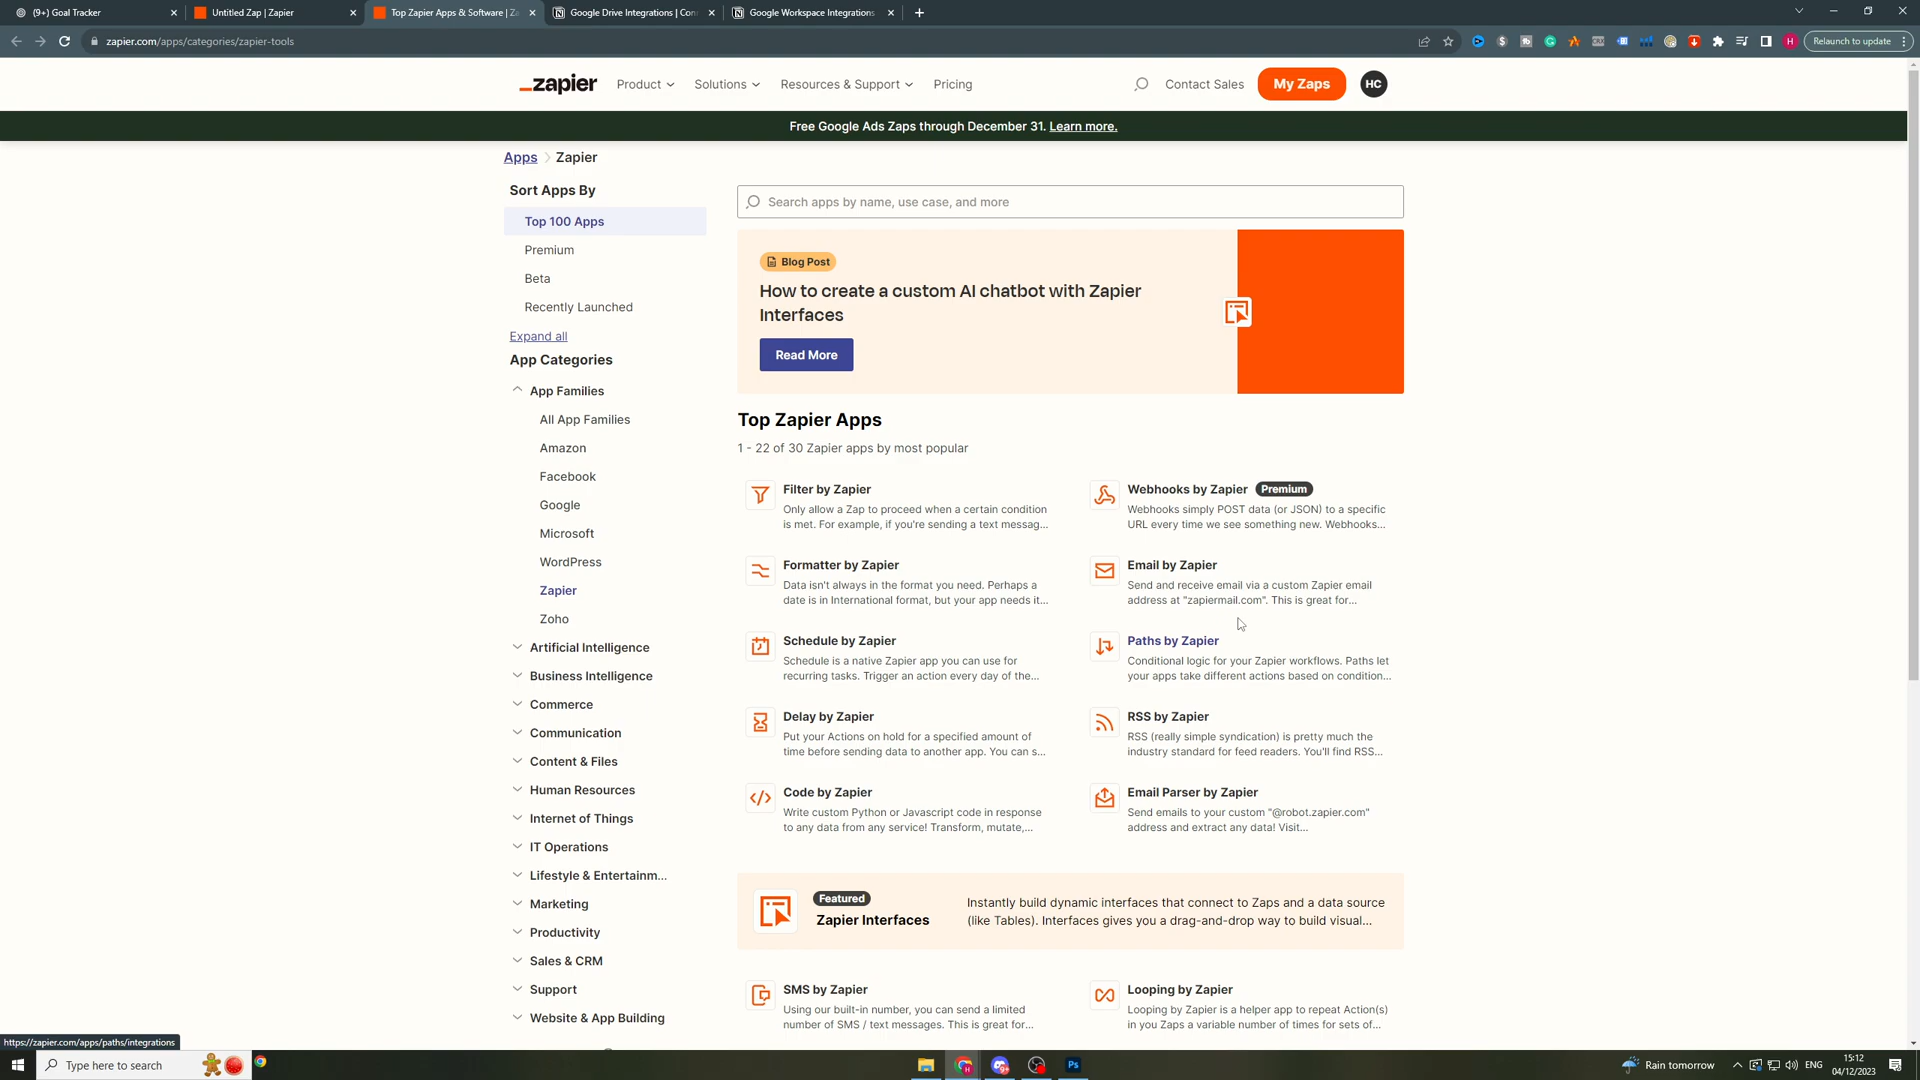 (9+) Goal Tracker
Untitled Zap | Zapier
Top Zapier Apps & Software | Za
Google Drive Integrations | Con
Google Workspace Integrations
zapier.com/apps/categories/zapier-tools
Relaunch to update
zapier
Product
Solutions
Resources & Support
Pricing
Contact Sales
My Zaps
HC
Free Google Ads Zaps through December 31. Learn more.
Apps
Zapier
Sort Apps By
Top 100 Apps
Premium
Beta
Recently Launched
Expand all
App Categories
App Families
All App Families
Amazon
Facebook
Google
Microsoft
WordPress
Zapier
Zoho
Artificial Intelligence
Business Intelligence
Commerce
Communication
Content & Files
Human Resources
Internet of Things
IT Operations
Lifestyle & Entertainm...
Marketing
Productivity
Sales & CRM
Support
Website & App Building
Search apps by name, use case, and more
Blog Post
How to create a custom AI chatbot with Zapier
Interfaces
Read More
Top Zapier Apps
1 - 22 of 30 Zapier apps by most popular
Filter by Zapier
Only allow a Zap to proceed when a certain condition
is met. For example, if you're sending a text messag...
Webhooks by Zapier
Premium
Webhooks simply POST data (or JSON) to a specific
URL every time we see something new. Webhooks...
Formatter by Zapier
Data isn't always in the format you need. Perhaps a
date is in International format, but your app needs it...
Email by Zapier
Send and receive email via a custom Zapier email
address at "zapiermail.com". This is great for...
Schedule by Zapier
Schedule is a native Zapier app you can use for
recurring tasks. Trigger an action every day of the...
Paths by Zapier
Conditional logic for your Zapier workflows. Paths let
your apps take different actions based on condition...
Delay by Zapier
Put your Actions on hold for a specified amount of
time before sending data to another app. You can s...
RSS by Zapier
RSS (really simple syndication) is pretty much the
industry standard for feed readers. You'll find RSS...
Code by Zapier
Write custom Python or Javascript code in response
to any data from any service! Transform, mutate,...
Email Parser by Zapier
Send emails to your custom "@robot.zapier.com"
address and extract any data! Visit...
Featured
Zapier Interfaces
Instantly build dynamic interfaces that connect to Zaps and a data source
(like Tables). Interfaces gives you a drag-and-drop way to build visual...
SMS by Zapier
Using our built-in number, you can send a limited
number of SMS / text messages. This is great for...
Looping by Zapier
Looping by Zapier is a helper app to repeat Action(s)
in you Zaps a variable number of times for sets of...
https://zapier.com/apps/paths/integrations
Type here to search
Ps
Rain tomorrow
ENG
15:12
04/12/2023